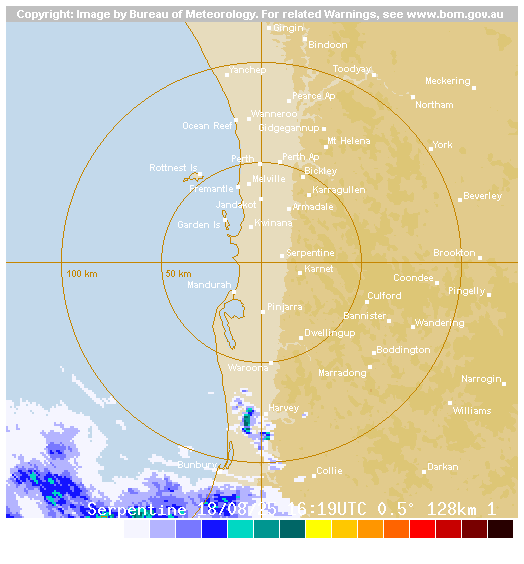 Copyright: Image by Bureau of Meteorology. For related Warnings, see www.bom.gov.au
Gingin
Bindoon
Yanchep
Toodyay
Meckering
Pearce Ap
Northam
Wanneroo
Ocean Reef
Gidgegannup
Mt Helena
York
Perth
Perth Ap
Rottnest Is
Bickley
Melville
Fremantle
Karragullen
Beverley
Jandakot
Armadale
Garden Is
Kwinana
Serpentine
Brookton
100 km
50 km
Karnet
Coondee
Mandurah
Pingelly
Culford
Pinjarra
Bannister
Wandering
Dwellingup
Boddington
Waroona
Marradong
Narrogin
Harvey
Williams
Bunbury
Collie
Darkan
Serpentine 18/08/25 16:19UTC 0.5° 128km 1